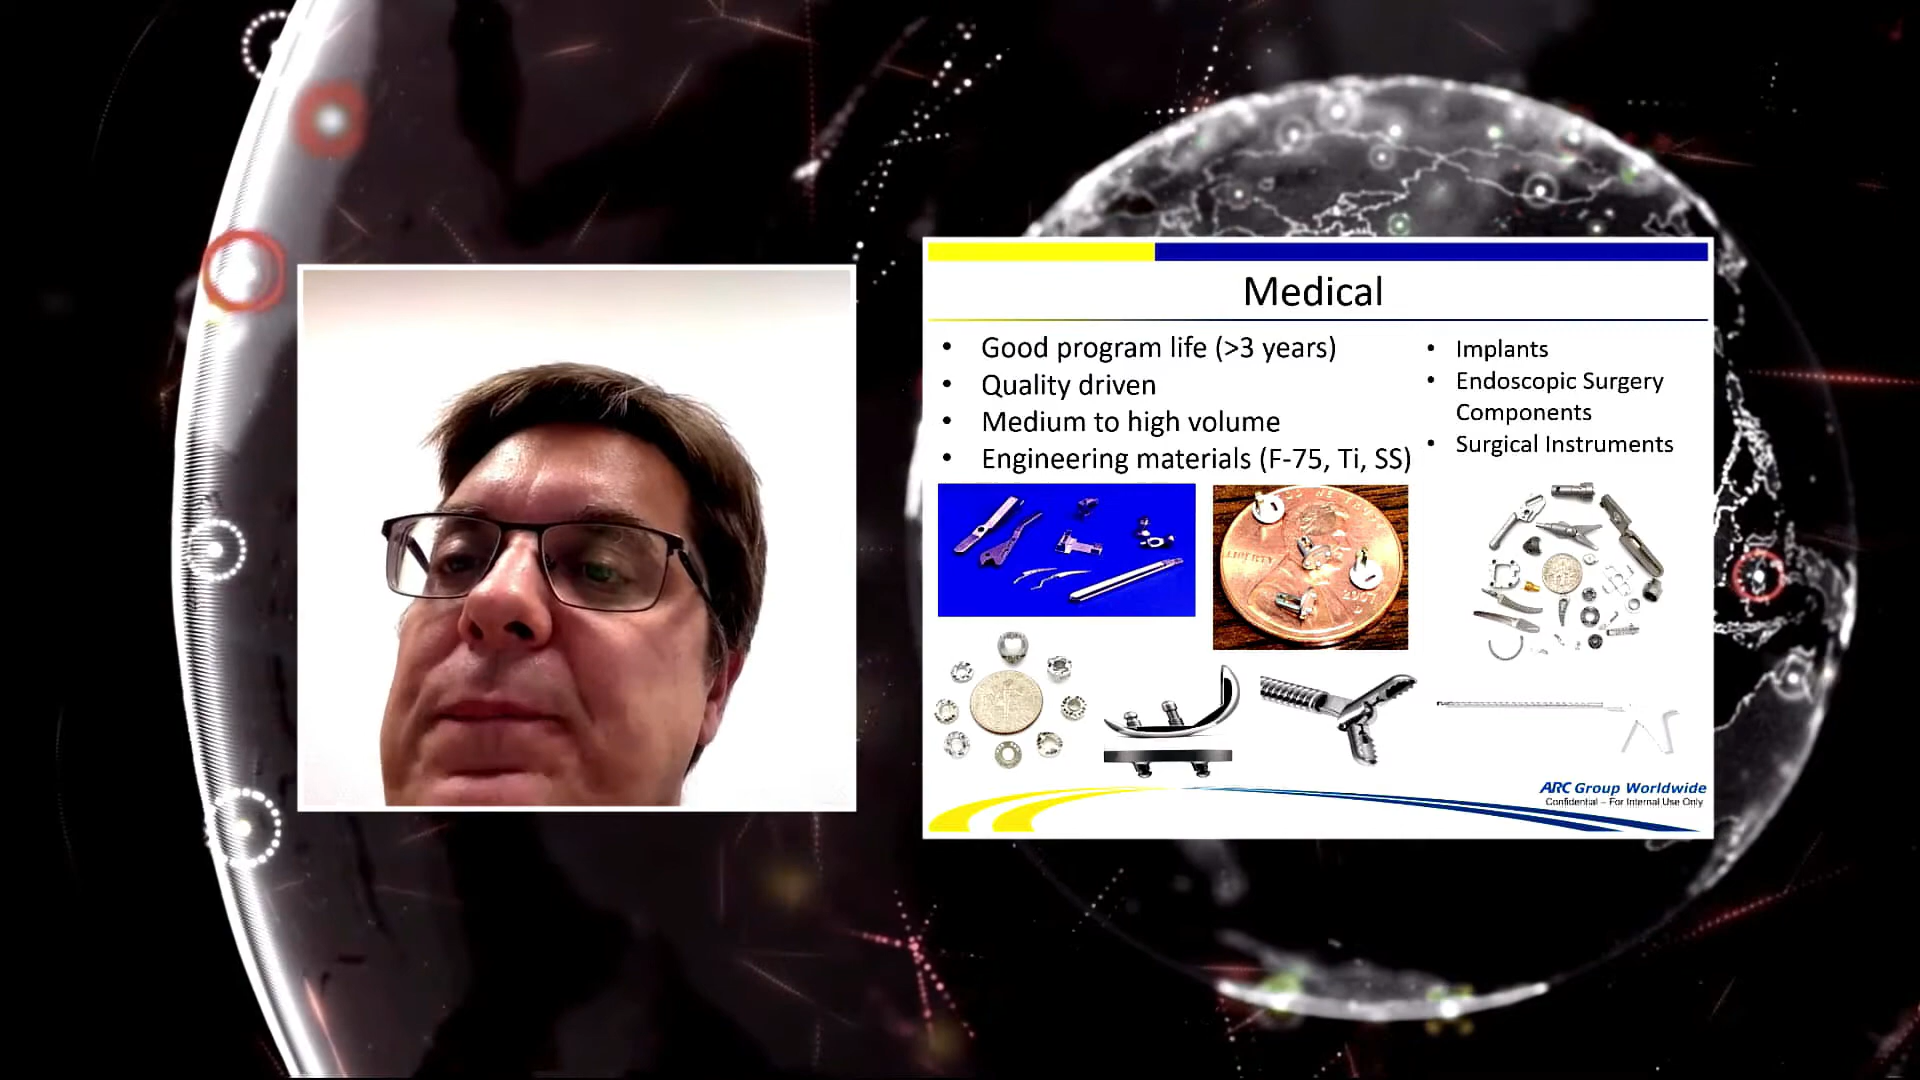 Medical
• Good program life (>3 years)
• Quality driven
• Medium to high volume
• Engineering materials (F-75, Ti, SS)
• Implants
• Endoscopic Surgery
Components
• Surgical Instruments
LIBERTY
2007
D
ARC Group Worldwide
Confidential – For Internal Use Only